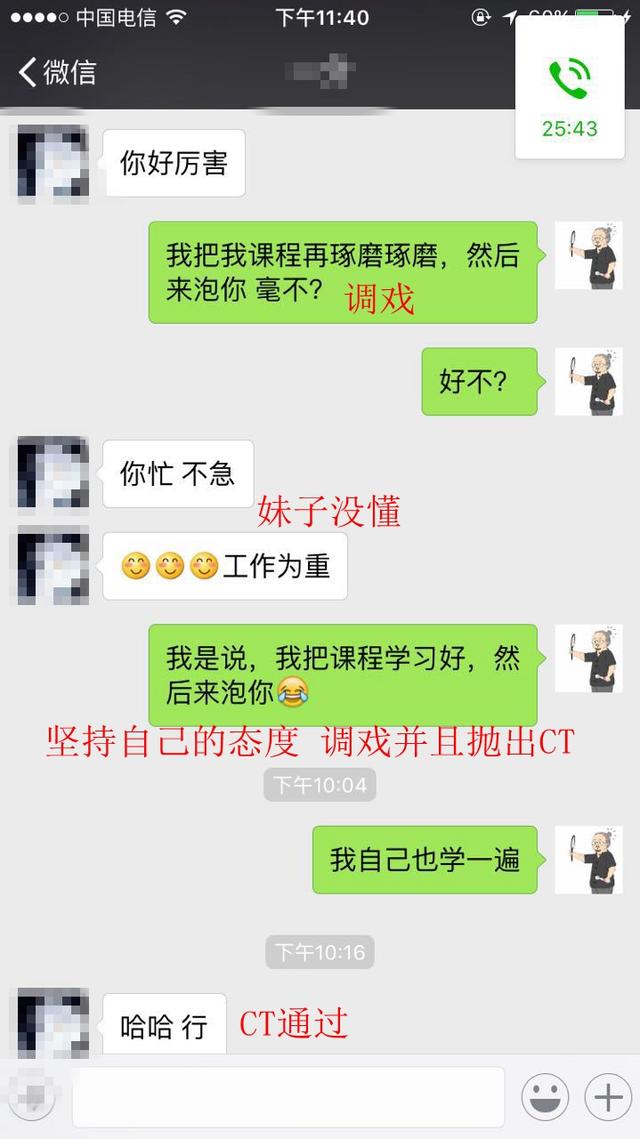 中国电信
下午11:40
60%
微信
25:43
你好厉害
我把我课程再琢磨琢磨，然后
来泡你 毫不？
调戏
好不？
你忙 不急
妹子没懂
😊😊😊工作为重
我是说，我把课程学习好，然
后来泡你😂
坚持自己的态度 调戏并且抛出CT
下午10:04
我自己也学一遍
下午10:16
哈哈 行
CT通过